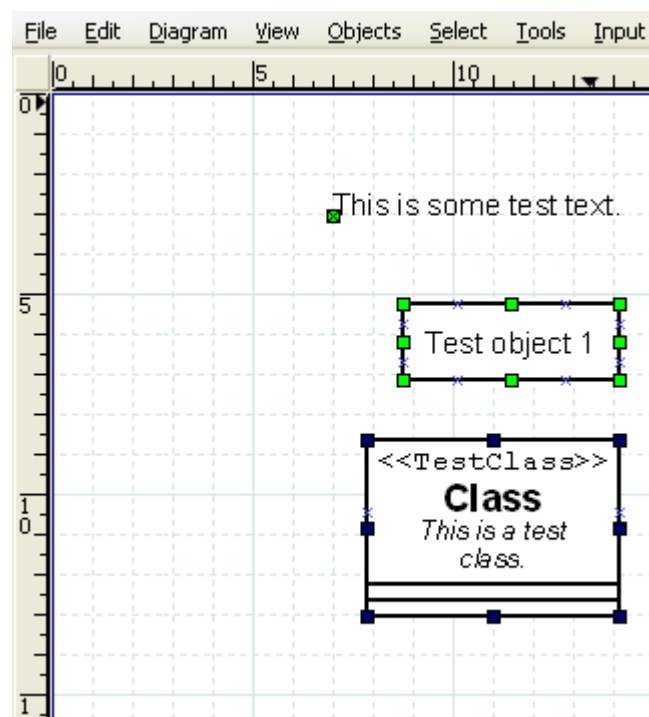 File Edit Diagram View Objects Select Tools Input
0 5 10
0
This is some test text.
5
Test object 1
<<TestClass>>
Class
10
This is a test
class.
1